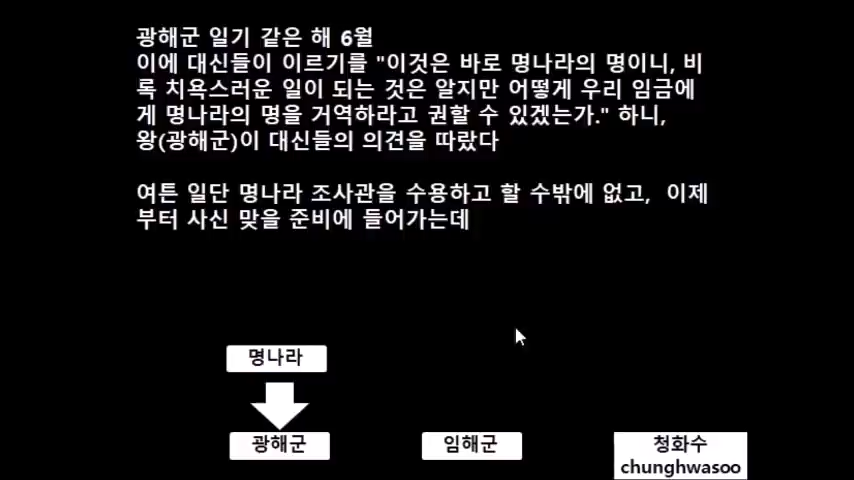 광해군 일기 같은 해 6월
이에 대신들이 이르기를 "이것은 바로 명나라의 명이니, 비
록 치욕스러운 일이 되는 것은 알지만 어떻게 우리 임금에
게 명나라의 명을 거역하라고 권할 수 있겠는가." 하니,
왕(광해군)이 대신들의 의견을 따랐다
여튼 일단 명나라 조사관을 수용하고 할 수밖에 없고, 이제
부터 사신 맞을 준비에 들어가는데
명나라
광해군
임해군
청화수
chunghwasoo